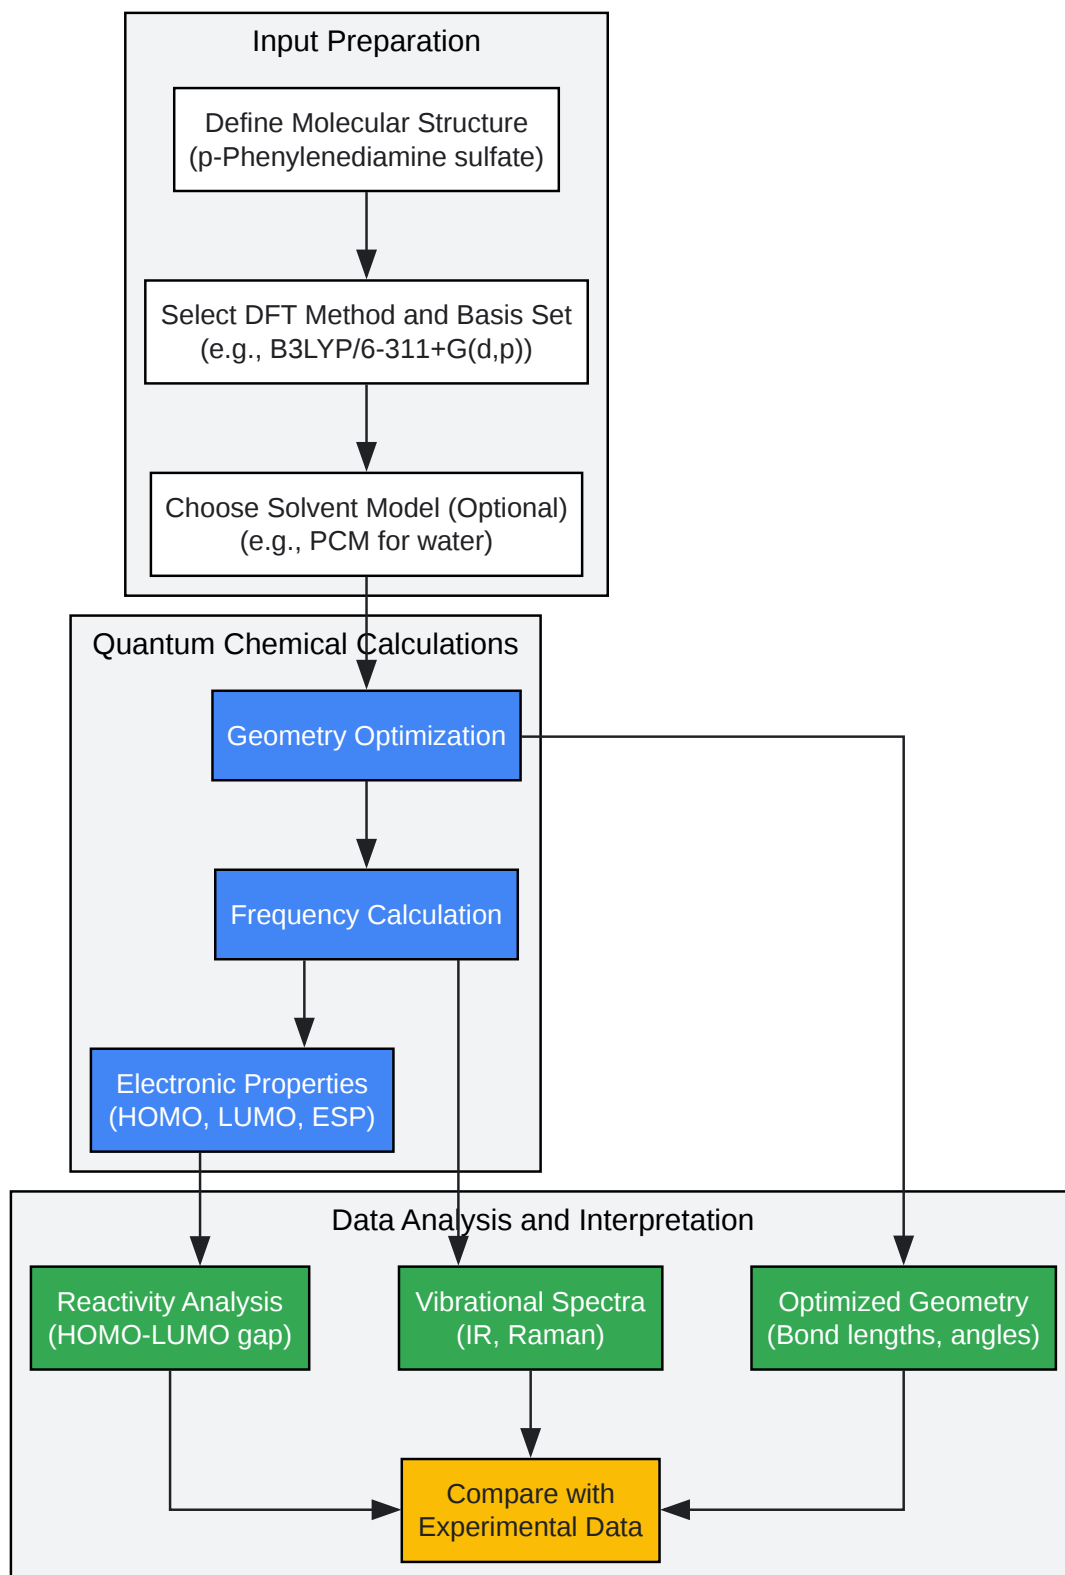 Input Preparation
Define Molecular Structure
(p-Phenylenediamine sulfate)
Select DFT Method and Basis Set
(e.g., B3LYP/6-311+G(d,p))
Choose Solvent Model (Optional)
(e.g., PCM for water)
Quantum Chemical Calculations
Geometry Optimization
Frequency Calculation
Electronic Properties
(HOMO, LUMO, ESP)
Data Analysis and Interpretation
Reactivity Analysis
(HOMO-LUMO gap)
Vibrational Spectra
(IR, Raman)
Optimized Geometry
(Bond lengths, angles)
Compare with
Experimental Data